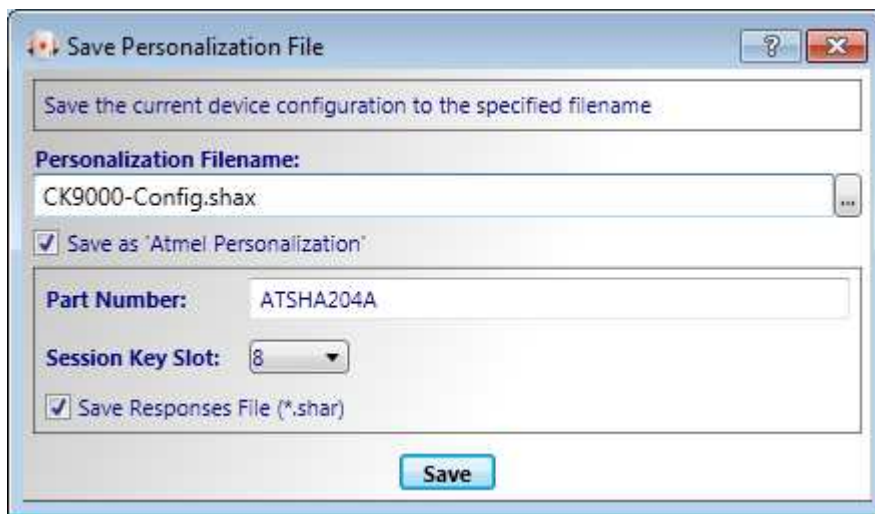 Save Personalization File
Save the current device configuration to the specified filename
Personalization Filename:
CK9000-Config.shax
...
Save as 'Atmel Personalization'
Part Number: ATSHA204A
Session Key Slot: 8
Save Responses File (*.shar)
Save